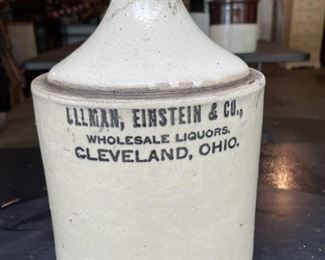 ULLMAN, EINSTEIN & CO.,
WHOLESALE LIQUORS.
CLEVELAND, OHIO.